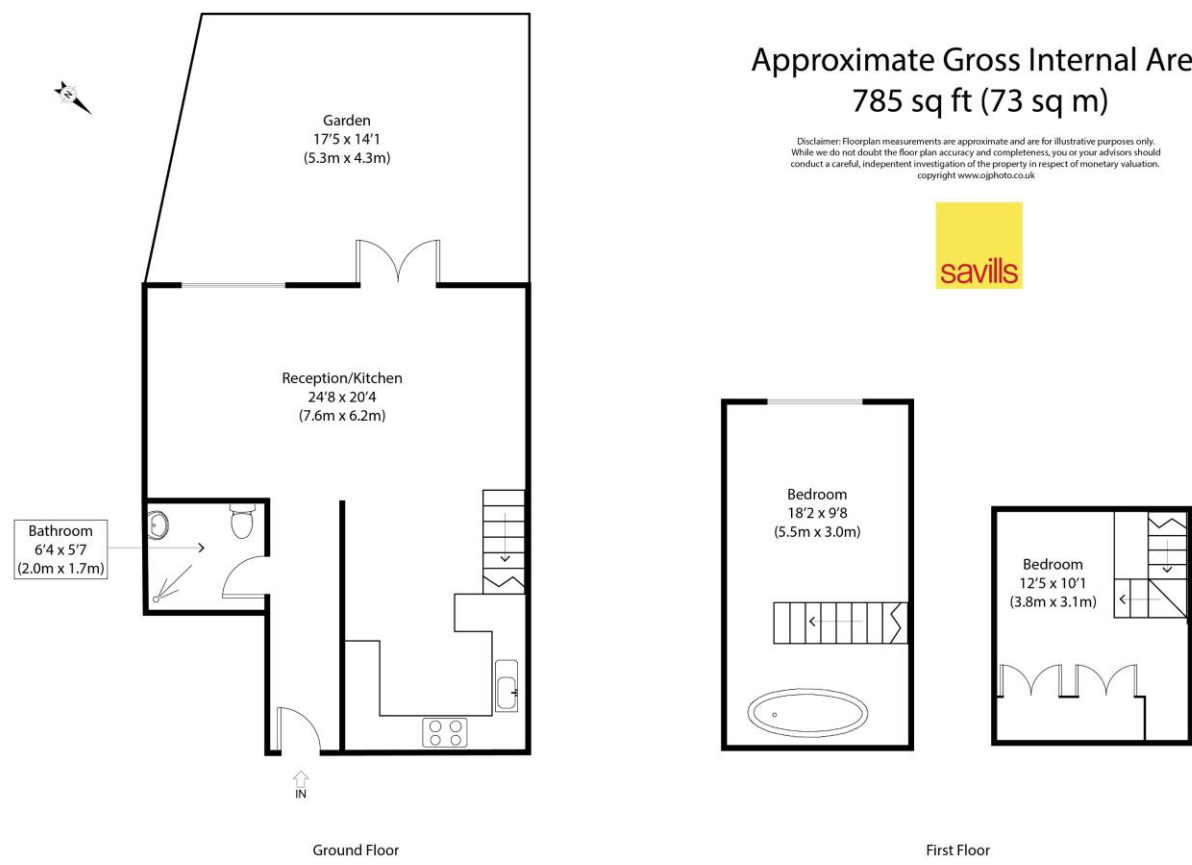 Approximate Gross Internal Are
785 sq ft (73 sq m)
Disclaimer: Floorplan measurements are approximate and are for illustrative purposes only.
While we do not doubt the floor plan accuracy and completeness, you or your advisors should
conduct a careful, indepentent investigation of the property in respect of monetary valuation.
copyright www.ojphoto.co.uk
savills
N
Garden
17'5 x 14'1
(5.3m x 4.3m)
Reception/Kitchen
24'8 x 20'4
(7.6m x 6.2m)
Bathroom
6'4 x 5'7
(2.0m x 1.7m)
IN
Ground Floor
Bedroom
18'2 x 9'8
(5.5m x 3.0m)
Bedroom
12'5 x 10'1
(3.8m x 3.1m)
First Floor